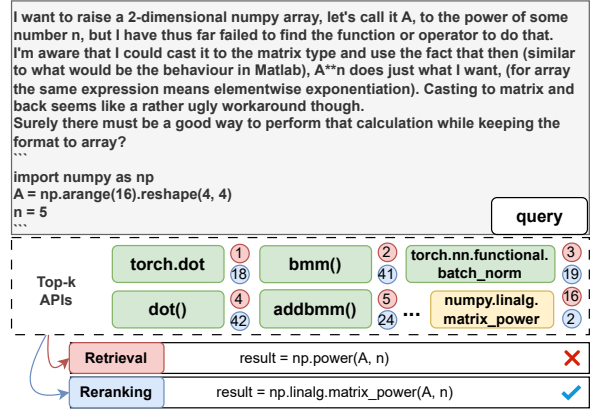 I want to raise a 2-dimensional numpy array, let's call it A, to the power of some
number n, but I have thus far failed to find the function or operator to do that.
I'm aware that I could cast it to the matrix type and use the fact that then (similar
to what would be the behaviour in Matlab), A**n does just what I want, (for array
the same expression means elementwise exponentiation). Casting to matrix and
back seems like a rather ugly workaround though.
Surely there must be a good way to perform that calculation while keeping the
format to array?
```
import numpy as np
A = np.arange(16).reshape(4, 4)
n = 5
```
query
Top-k
APIs
torch.dot
1
18
bmm()
2
41
torch.nn.functional.
batch_norm
3
19
dot()
4
42
addbmm()
5
24
...
numpy.linalg.
matrix_power
16
2
Retrieval
result = np.power(A, n)
Reranking
result = np.linalg.matrix_power(A, n)